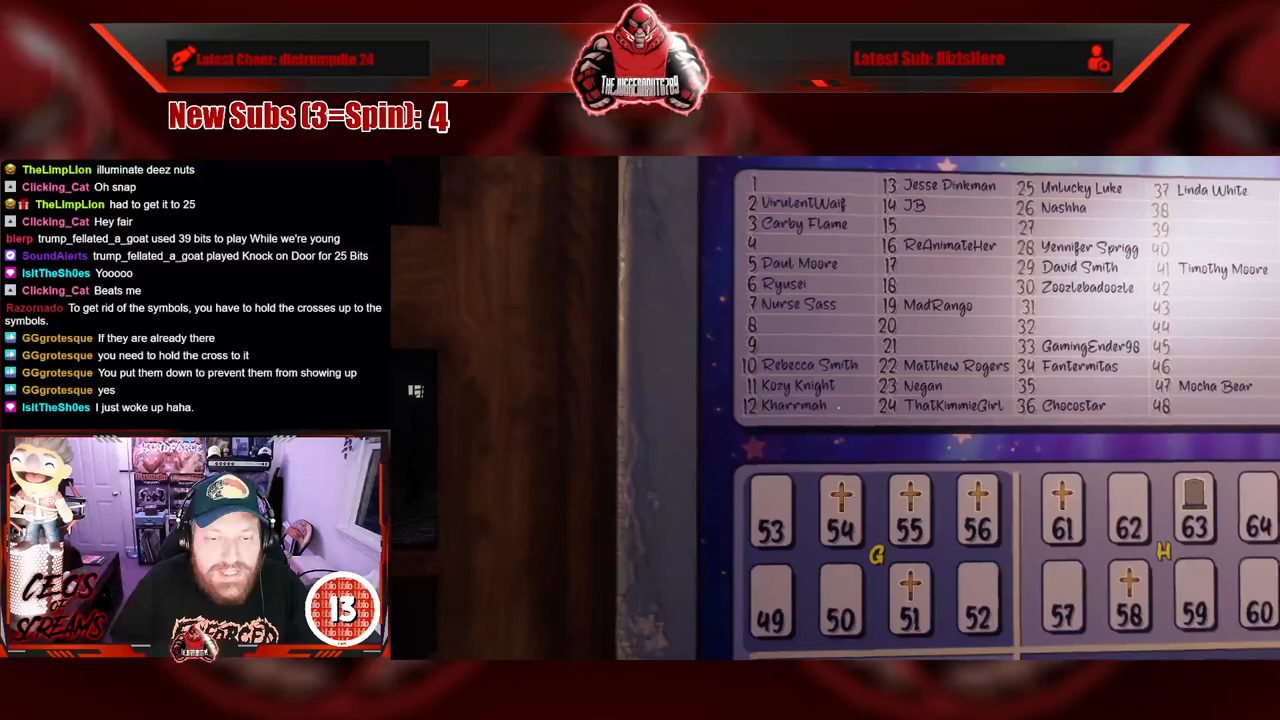 Latest Cheer: dietrnmpdie 24
THEJUGGERNAUT6789
Latest Sub: RizIsHere
New Subs (3=Spin): 4
TheLImpLIon illuminate deez nuts
Clicking_Cat Oh snap
TheLImpLIon had to get it to 25
Clicking_Cat Hey fair
blerp trump_fellated_a_goat used 39 bits to play While we're young
SoundAlerts trump_fellated_a_goat played Knock on Door for 25 Bits
IsItTheSh0es Yooooo
Clicking_Cat Beats me
Razornado To get rid of the symbols, you have to hold the crosses up to the
symbols.
GGgrotesque If they are already there
GGgrotesque you need to hold the cross to it
GGgrotesque You put them down to prevent them from showing up
GGgrotesque yes
IsItTheSh0es I just woke up haha.
CEO'S
OF
SCREAMS
13
1 13 Jesse Dinkman 25 Unlucky Luke 37 Linda White
2 VirulentWaif 14 JB 26 Nashha 38
3 Carby Flame 15 27 39
4 16 ReAnimateHer 28 Yennifer Sprigg 40
5 Daul Moore 17 29 David Smith 41 Timothy Moore
6 Ryusei 18 30 Zoozlebadoozle 42
7 Nurse Sass 19 MadRango 31 43
8 20 32 44
9 21 33 GamingEnder98 45
10 Rebecca Smith 22 Matthew Rogers 34 Fantermitas 46
11 Kozy Knight 23 Negan 35 47 Mocha Bear
12 Kharrmah 24 ThatKimmieGirl 36 Chocostar 48
53 54 55 56 61 62 63 64
G H
49 50 51 52 57 58 59 60